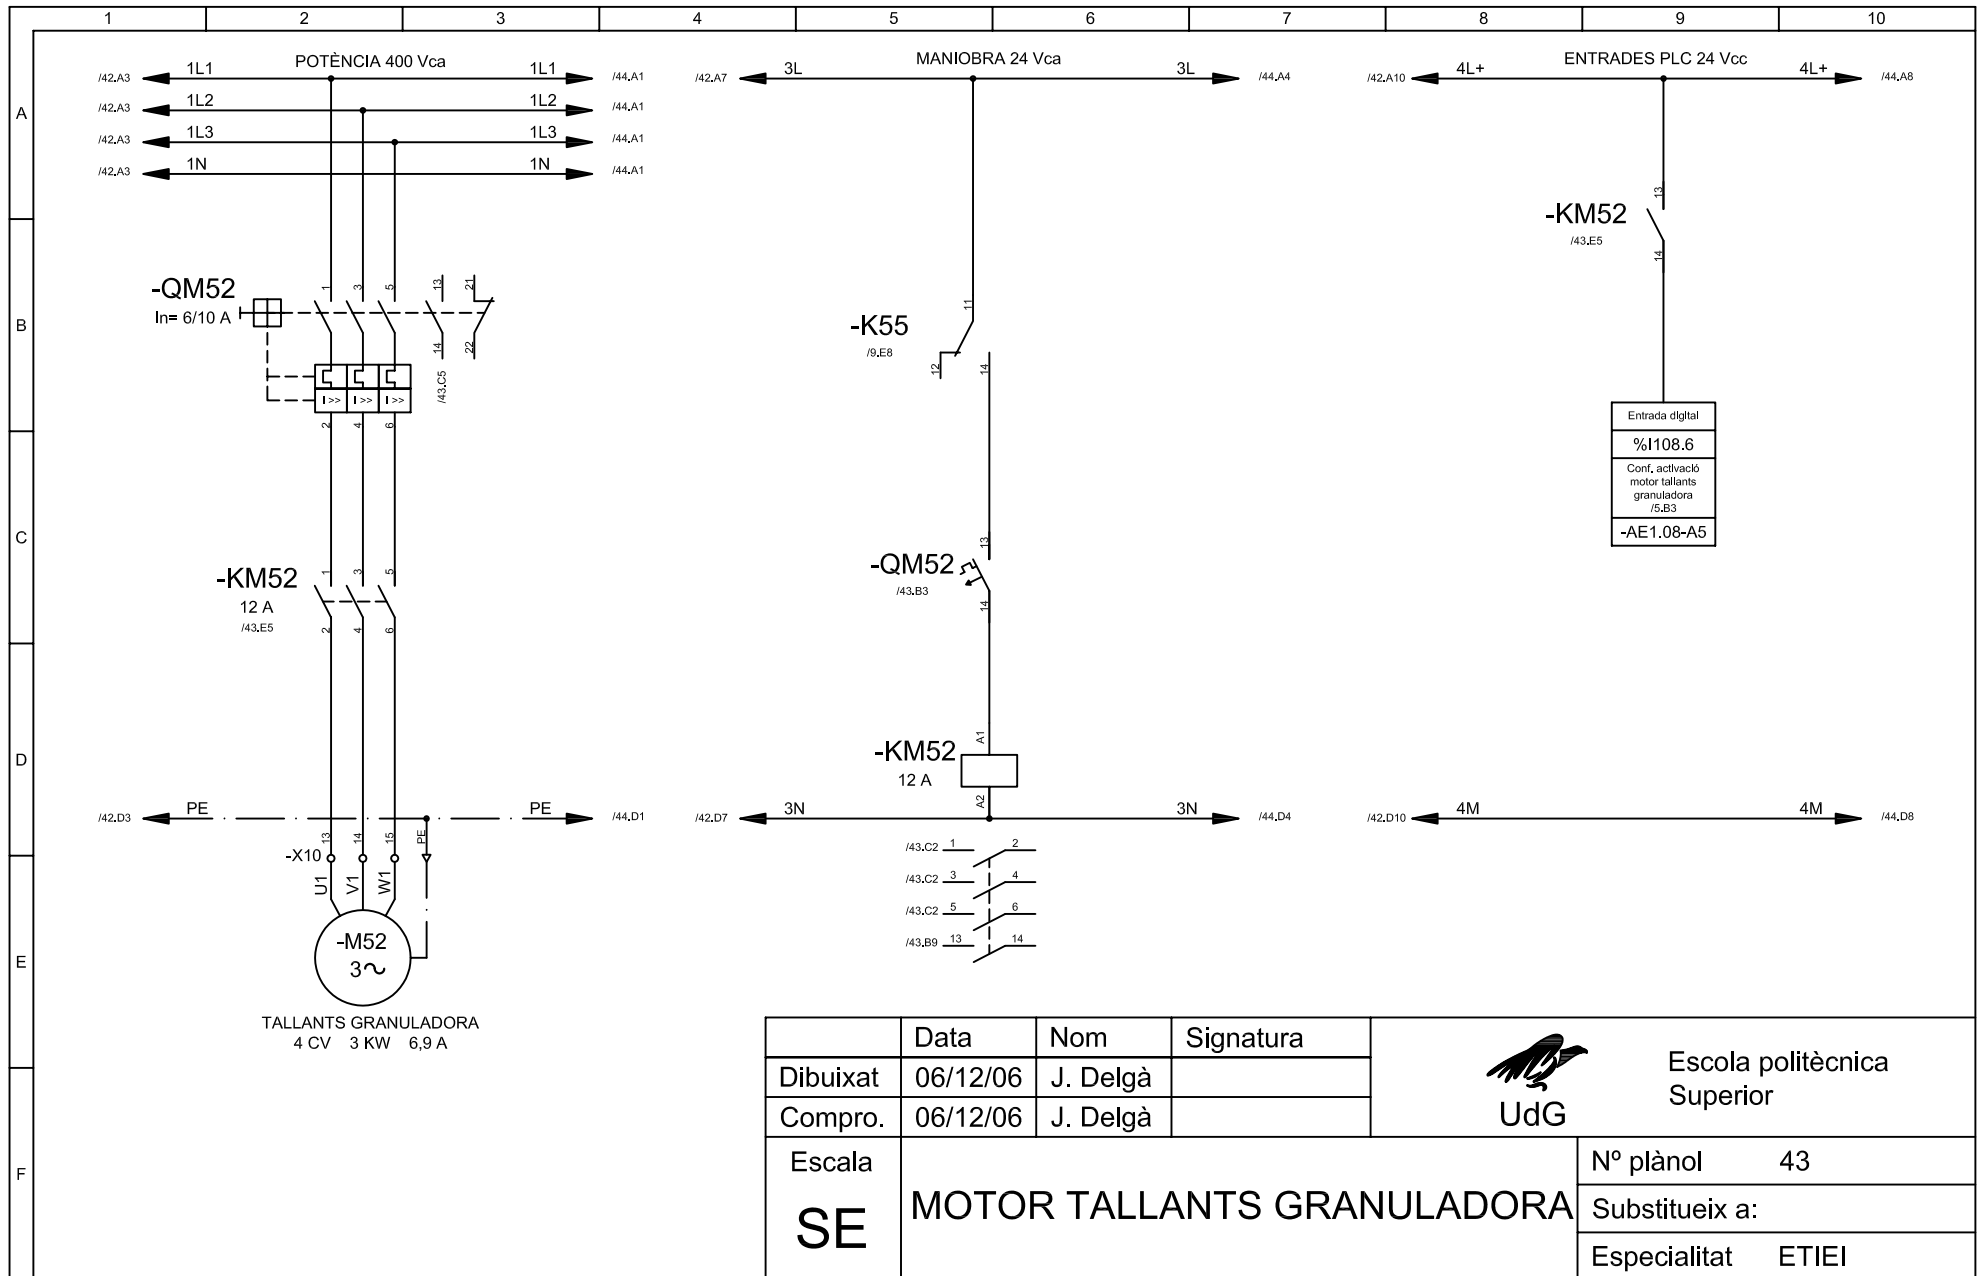 1 2 3 4 5 6 7 8 9 10
A
B
C
D
E
F
POTÈNCIA 400 Vca
/42.A3 1L1 1L1 /44.A1
/42.A3 1L2 1L2 /44.A1
/42.A3 1L3 1L3 /44.A1
/42.A3 1N 1N /44.A1
-QM52
In= 6/10 A
1 3 5 13 21
14 22
I >> I >> I >>
/43.C5
2 4 6
-KM52
12 A
/43.E5
1 3 5
2 4 6
/42.D3 PE PE /44.D1
13 14 15 PE
-X10
U1 V1 W1
-M52
3~
TALLANTS GRANULADORA
4 CV 3 KW 6,9 A
MANIOBRA 24 Vca
/42.A7 3L 3L /44.A4
-K55
/9.E8
11
12 14
-QM52
/43.B3
13
14
-KM52
12 A
A1
A2
/42.D7 3N 3N /44.D4
/43.C2 1 2
/43.C2 3 4
/43.C2 5 6
/43.B9 13 14
ENTRADES PLC 24 Vcc
/42.A10 4L+ 4L+ /44.A8
-KM52
/43.E5
13
14
Entrada digital
%I108.6
Conf. activació
motor tallants
granuladora
/5.B3
-AE1.08-A5
/42.D10 4M 4M /44.D8
Data Nom Signatura
Dibuixat 06/12/06 J. Delgà
Compro. 06/12/06 J. Delgà
UdG
Escola politècnica
Superior
Escala
SE
MOTOR TALLANTS GRANULADORA
Nº plànol 43
Substitueix a:
Especialitat ETIEI